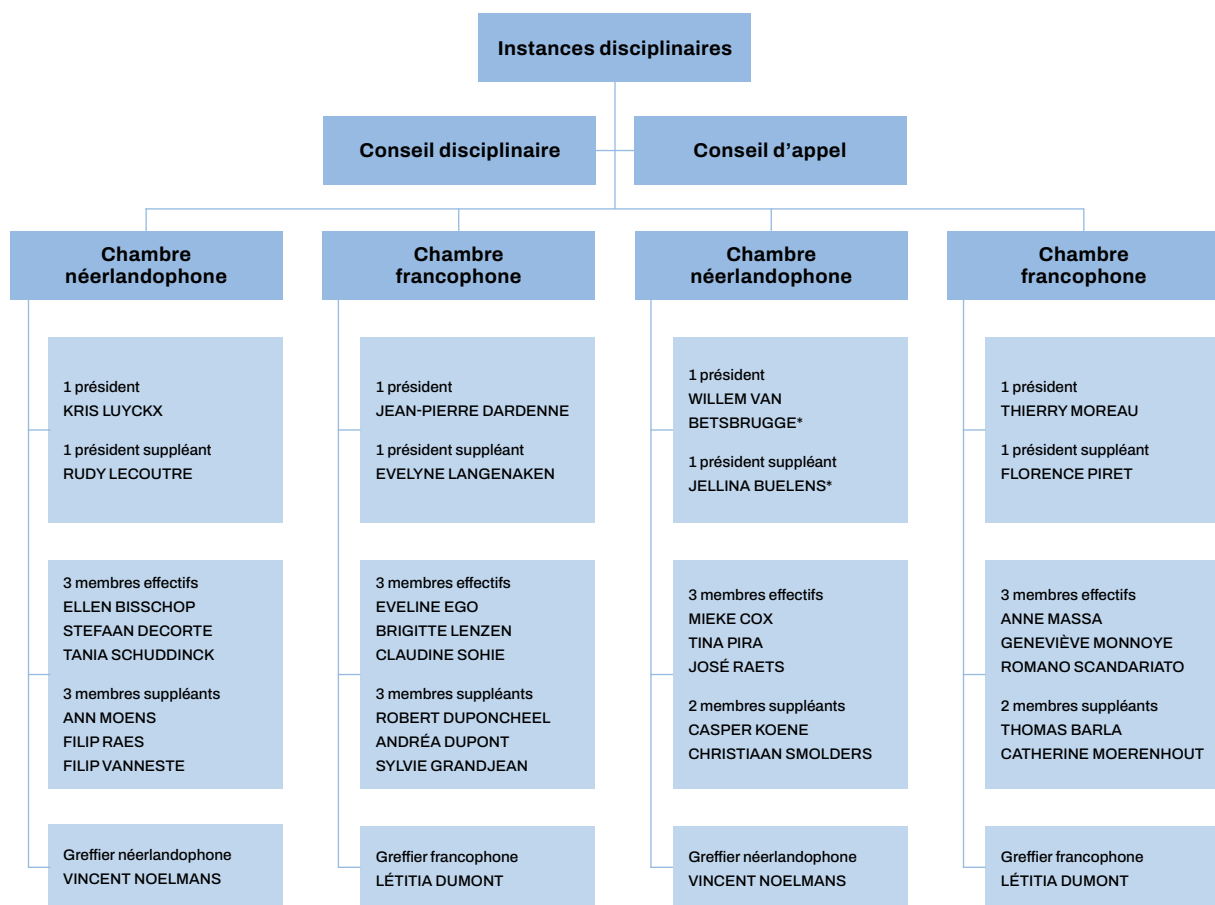 Instances disciplinaires
Conseil disciplinaire
Conseil d’appel
Chambre
néerlandophone
1 président
KRIS LUYCKX
1 président suppléant
RUDY LECOUTRE
3 membres effectifs
ELLEN BISSCHOP
STEFAAN DECORTE
TANIA SCHUDDINCK
3 membres suppléants
ANN MOENS
FILIP RAES
FILIP VANNESTE
Greffier néerlandophone
VINCENT NOELMANS
Chambre
francophone
1 président
JEAN-PIERRE DARDENNE
1 président suppléant
EVELYNE LANGENAKEN
3 membres effectifs
EVELINE EGO
BRIGITTE LENZEN
CLAUDINE SOHIE
3 membres suppléants
ROBERT DUPONCHEEL
ANDRÉA DUPONT
SYLVIE GRANDJEAN
Greffier francophone
LÉTITIA DUMONT
Chambre
néerlandophone
1 président
WILLEM VAN
BETSBRUGGE*
1 président suppléant
JELLINA BUELENS*
3 membres effectifs
MIEKE COX
TINA PIRA
JOSÉ RAETS
2 membres suppléants
CASPER KOENE
CHRISTIAAN SMOLDERS
Greffier néerlandophone
VINCENT NOELMANS
Chambre
francophone
1 président
THIERRY MOREAU
1 président suppléant
FLORENCE PIRET
3 membres effectifs
ANNE MASSA
GENEVIÈVE MONNOYE
ROMANO SCANDARIATO
2 membres suppléants
THOMAS BARLA
CATHERINE MOERENHOUT
Greffier francophone
LÉTITIA DUMONT